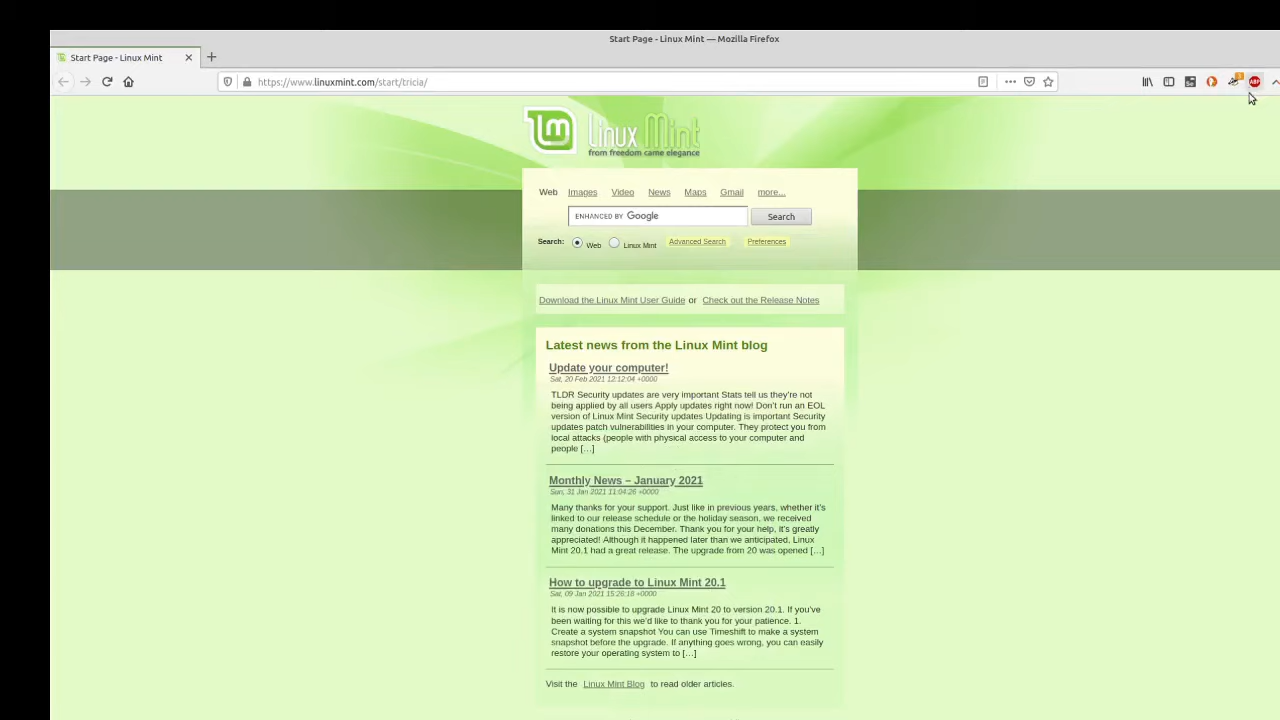 Start Page - Linux Mint — Mozilla Firefox
Start Page - Linux Mint
https://www.linuxmint.com/start/tricia/
1
ABP
lm Linux Mint
from freedom came elegance
Web Images Video News Maps Gmail more...
ENHANCED BY Google Search
Search: Web Linux Mint Advanced Search Preferences
Download the Linux Mint User Guide or Check out the Release Notes
Latest news from the Linux Mint blog
Update your computer!
Sat, 20 Feb 2021 12:12:04 +0000
TLDR Security updates are very important Stats tell us they're not
being applied by all users Apply updates right now! Don't run an EOL
version of Linux Mint Security updates Updating is important Security
updates patch vulnerabilities in your computer. They protect you from
local attacks (people with physical access to your computer and
people […]
Monthly News – January 2021
Sun, 31 Jan 2021 11:04:26 +0000
Many thanks for your support. Just like in previous years, whether it's
linked to our release schedule or the holiday season, we received
many donations this December. Thank you for your help, it's greatly
appreciated! Although it happened later than we anticipated, Linux
Mint 20.1 had a great release. The upgrade from 20 was opened […]
How to upgrade to Linux Mint 20.1
Sat, 09 Jan 2021 15:26:18 +0000
It is now possible to upgrade Linux Mint 20 to version 20.1. If you've
been waiting for this we'd like to thank you for your patience. 1.
Create a system snapshot You can use Timeshift to make a system
snapshot before the upgrade. If anything goes wrong, you can easily
restore your operating system to […]
Visit the Linux Mint Blog to read older articles.